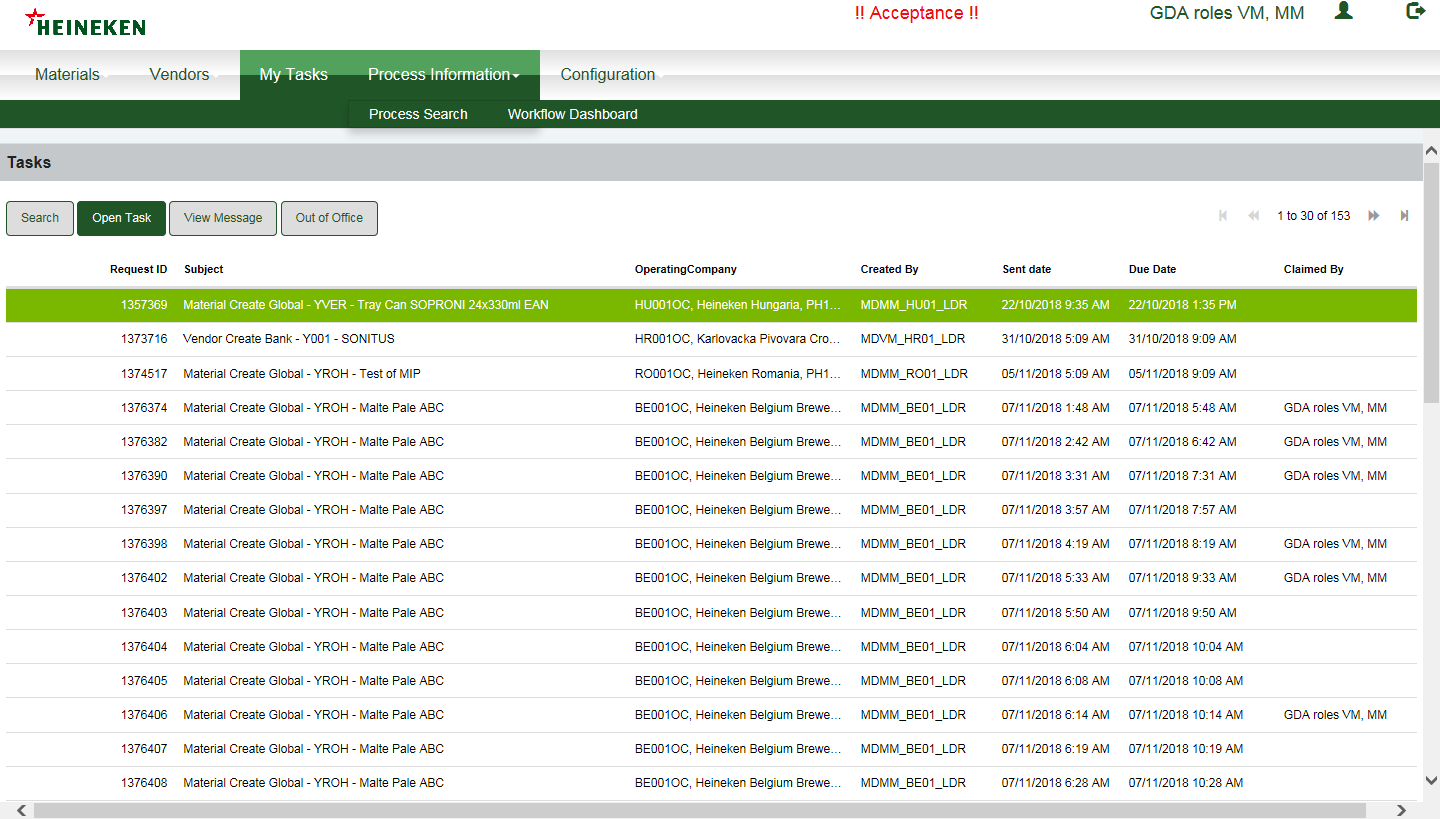 HEINEKEN
!! Acceptance !!
GDA roles VM, MM
Materials Vendors My Tasks Process Information Configuration
Process Search Workflow Dashboard
Tasks
Search Open Task View Message Out of Office 1 to 30 of 153
Request ID Subject OperatingCompany Created By Sent date Due Date Claimed By
1357369 Material Create Global - YVER - Tray Can SOPRONI 24x330ml EAN HU001OC, Heineken Hungaria, PH1... MDMM_HU01_LDR 22/10/2018 9:35 AM 22/10/2018 1:35 PM
1373716 Vendor Create Bank - Y001 - SONITUS HR001OC, Karlovacka Pivovara Cro... MDVM_HR01_LDR 31/10/2018 5:09 AM 31/10/2018 9:09 AM
1374517 Material Create Global - YROH - Test of MIP RO001OC, Heineken Romania, PH1... MDMM_RO01_LDR 05/11/2018 5:09 AM 05/11/2018 9:09 AM
1376374 Material Create Global - YROH - Malte Pale ABC BE001OC, Heineken Belgium Brewe... MDMM_BE01_LDR 07/11/2018 1:48 AM 07/11/2018 5:48 AM GDA roles VM, MM
1376382 Material Create Global - YROH - Malte Pale ABC BE001OC, Heineken Belgium Brewe... MDMM_BE01_LDR 07/11/2018 2:42 AM 07/11/2018 6:42 AM GDA roles VM, MM
1376390 Material Create Global - YROH - Malte Pale ABC BE001OC, Heineken Belgium Brewe... MDMM_BE01_LDR 07/11/2018 3:31 AM 07/11/2018 7:31 AM GDA roles VM, MM
1376397 Material Create Global - YROH - Malte Pale ABC BE001OC, Heineken Belgium Brewe... MDMM_BE01_LDR 07/11/2018 3:57 AM 07/11/2018 7:57 AM
1376398 Material Create Global - YROH - Malte Pale ABC BE001OC, Heineken Belgium Brewe... MDMM_BE01_LDR 07/11/2018 4:19 AM 07/11/2018 8:19 AM GDA roles VM, MM
1376402 Material Create Global - YROH - Malte Pale ABC BE001OC, Heineken Belgium Brewe... MDMM_BE01_LDR 07/11/2018 5:33 AM 07/11/2018 9:33 AM GDA roles VM, MM
1376403 Material Create Global - YROH - Malte Pale ABC BE001OC, Heineken Belgium Brewe... MDMM_BE01_LDR 07/11/2018 5:50 AM 07/11/2018 9:50 AM
1376404 Material Create Global - YROH - Malte Pale ABC BE001OC, Heineken Belgium Brewe... MDMM_BE01_LDR 07/11/2018 6:04 AM 07/11/2018 10:04 AM
1376405 Material Create Global - YROH - Malte Pale ABC BE001OC, Heineken Belgium Brewe... MDMM_BE01_LDR 07/11/2018 6:08 AM 07/11/2018 10:08 AM
1376406 Material Create Global - YROH - Malte Pale ABC BE001OC, Heineken Belgium Brewe... MDMM_BE01_LDR 07/11/2018 6:14 AM 07/11/2018 10:14 AM GDA roles VM, MM
1376407 Material Create Global - YROH - Malte Pale ABC BE001OC, Heineken Belgium Brewe... MDMM_BE01_LDR 07/11/2018 6:19 AM 07/11/2018 10:19 AM
1376408 Material Create Global - YROH - Malte Pale ABC BE001OC, Heineken Belgium Brewe... MDMM_BE01_LDR 07/11/2018 6:28 AM 07/11/2018 10:28 AM